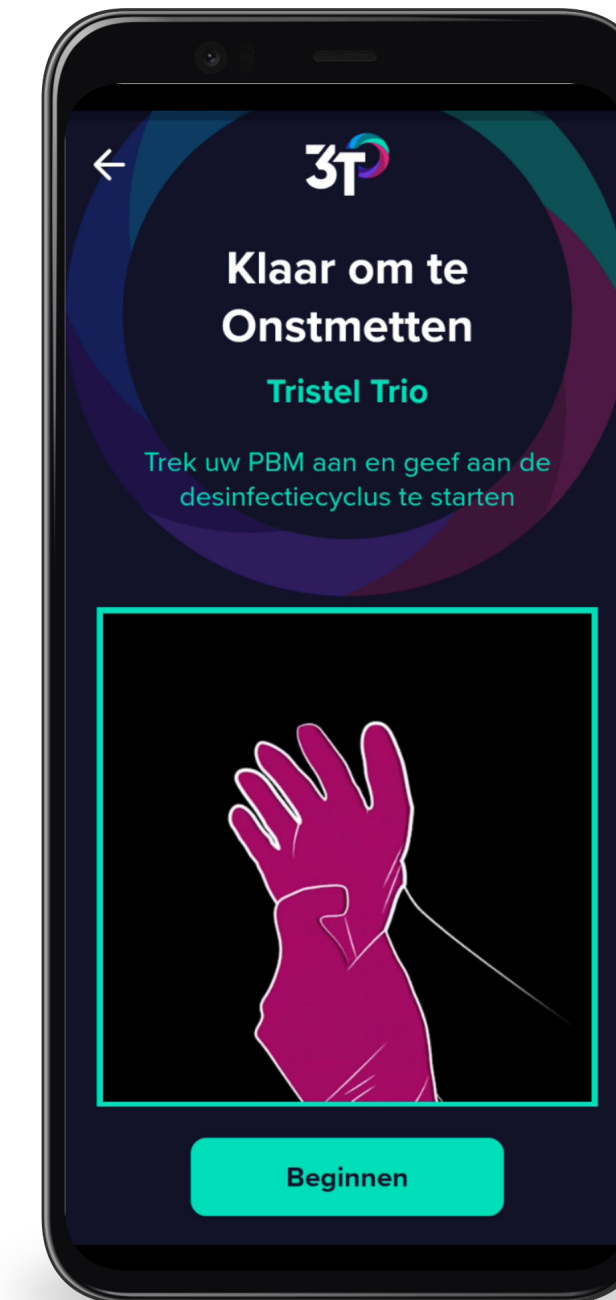 3T
Klaar om te
Onstmetten
Tristel Trio
Trek uw PBM aan en geef aan de
desinfectiecyclus te starten
Beginnen